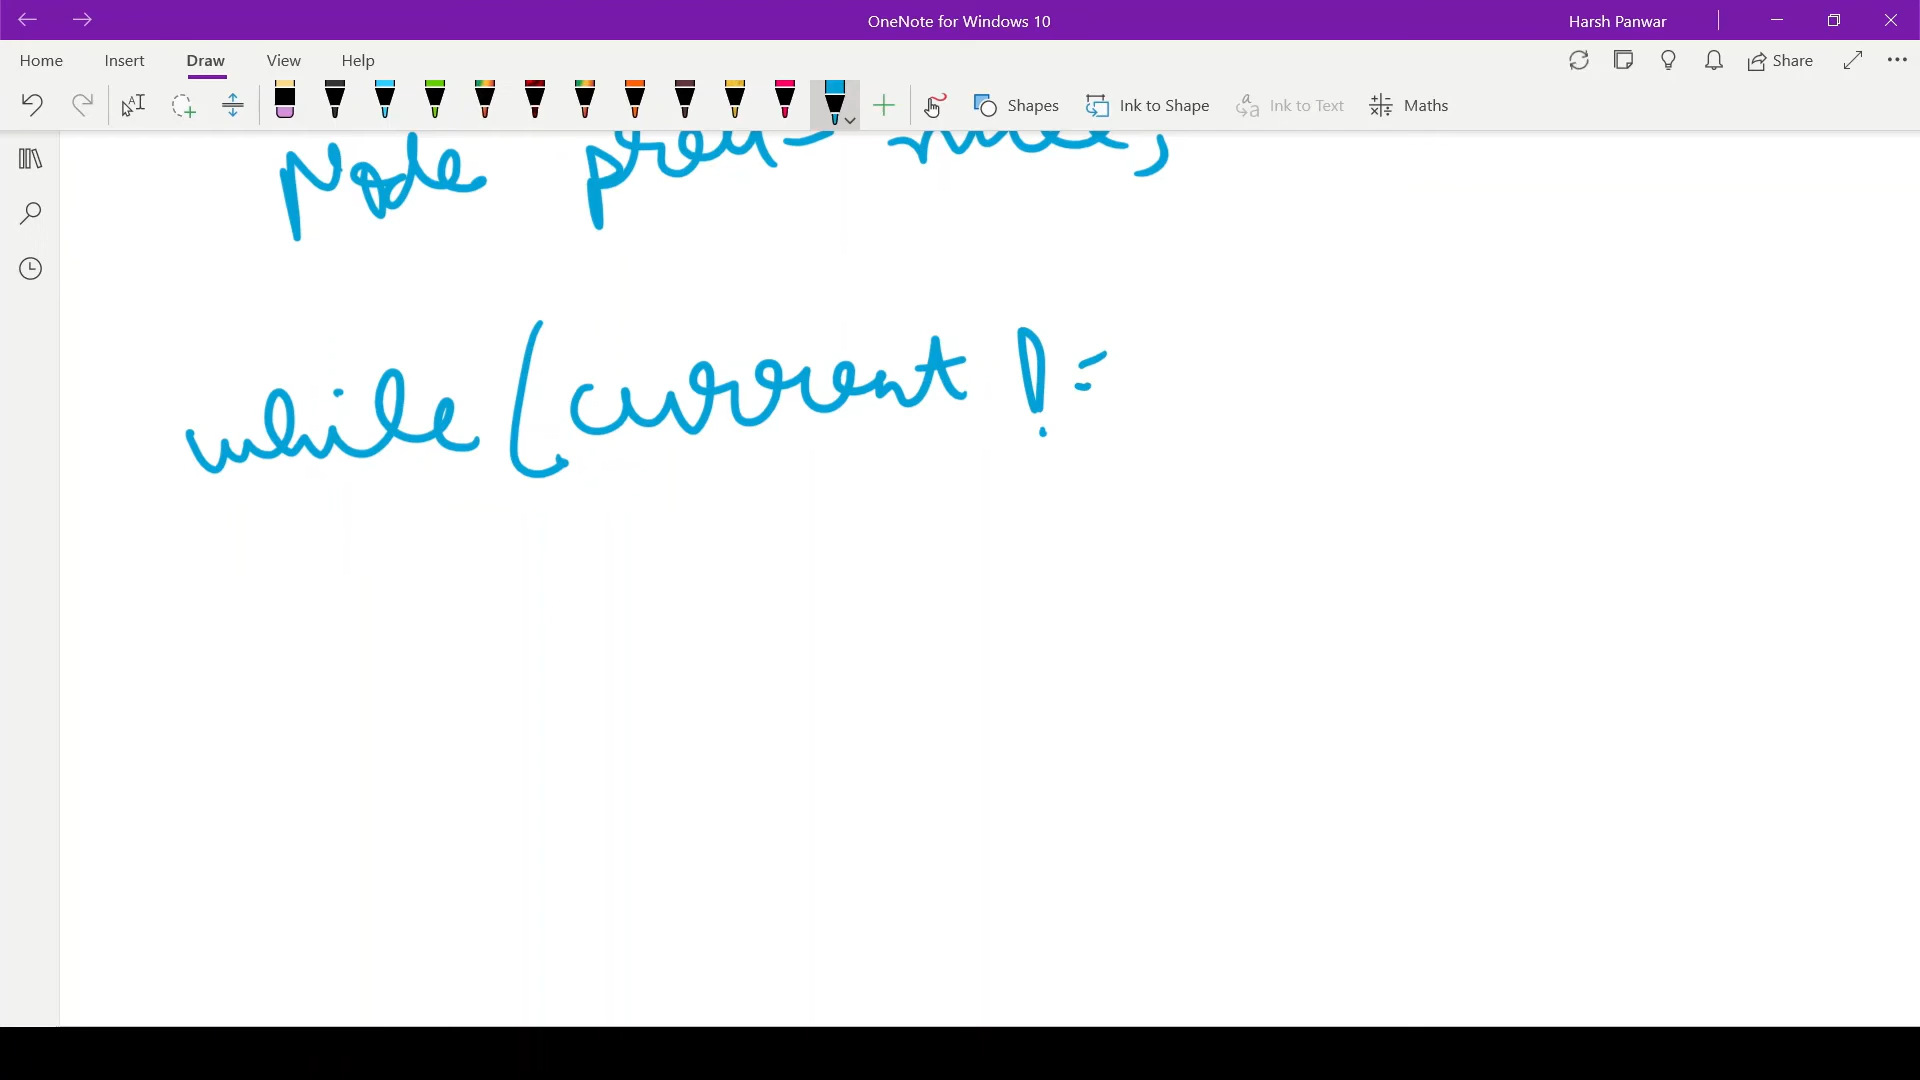 OneNote for Windows 10
Harsh Panwar
Home Insert Draw View Help
Share
Shapes
Ink to Shape
Ink to Text
Maths
Node prev = null;
while (current !=